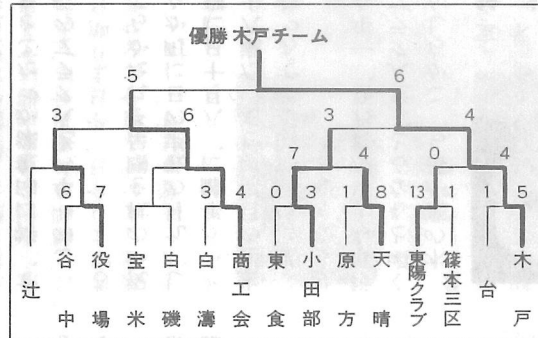 優勝 木戸チーム
5 6
3 6 3 4
7 4 0 4
6 7 3 4 0 3 1 8 13 1 1 5
辻
谷中
役場
宝米
白磯
白濤
商工会
東食
小田部
原方
天晴
東陽クラブ
篠本三区
台
木戸